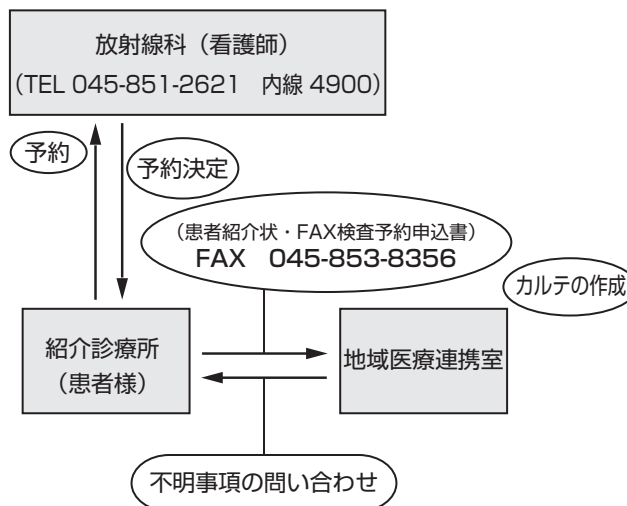 放射線科（看護師）
（TEL 045-851-2621　内線 4900）
予約
予約決定
（患者紹介状・FAX検査予約申込書）
FAX　045-853-8356
カルテの作成
紹介診療所
（患者様）
地域医療連携室
不明事項の問い合わせ